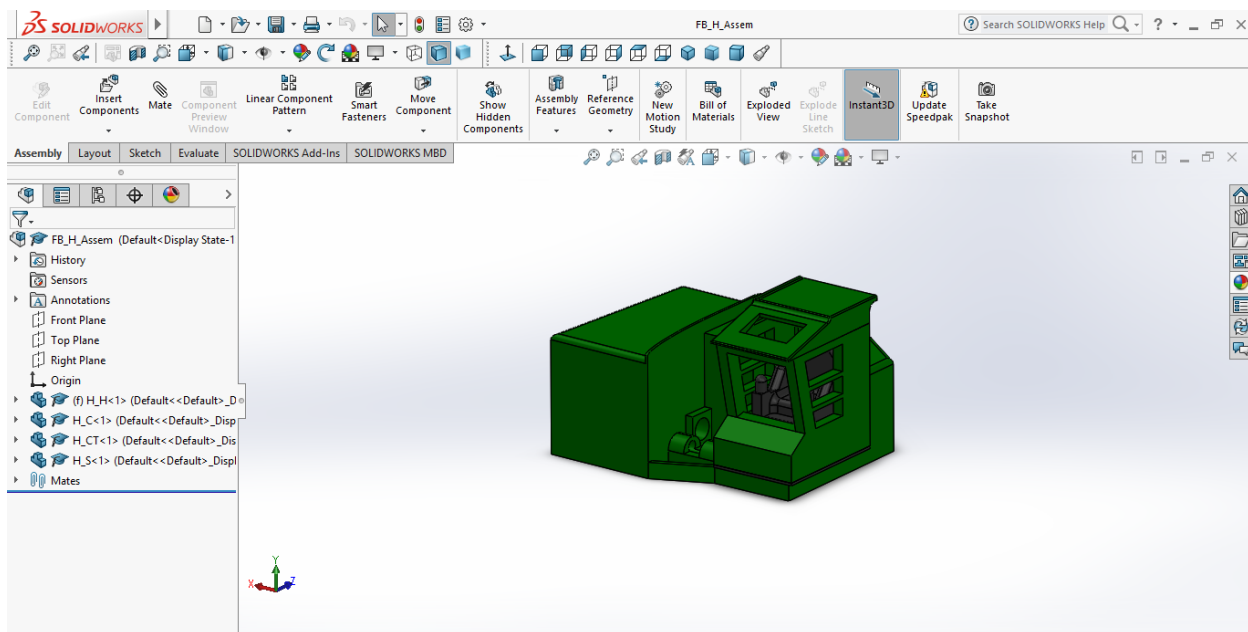 SOLIDWORKS
FB_H_Assem
Search SOLIDWORKS Help
?
Edit Component
Insert Components
Mate
Component Preview Window
Linear Component Pattern
Smart Fasteners
Move Component
Show Hidden Components
Assembly Features
Reference Geometry
New Motion Study
Bill of Materials
Exploded View
Explode Line Sketch
Instant3D
Update Speedpak
Take Snapshot
Assembly Layout Sketch Evaluate SOLIDWORKS Add-Ins SOLIDWORKS MBD
FB_H_Assem (Default<Display State-1
History
Sensors
A Annotations
Front Plane
Top Plane
Right Plane
Origin
(f) H_H<1> (Default<<Default>_D
H_C<1> (Default<<Default>_Disp
H_CT<1> (Default<<Default>_Dis
H_S<1> (Default<<Default>_Displ
Mates
Y
X
Z